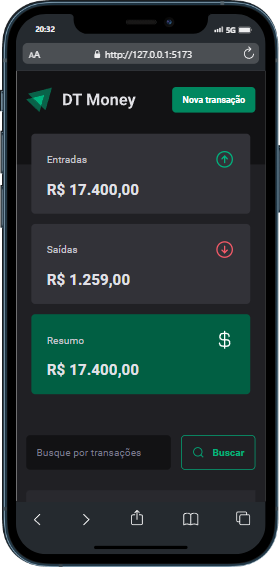 20:32
5G
AA
http://127.0.0.1:5173
DT Money
Nova transação
Entradas
R$ 17.400,00
Saídas
R$ 1.259,00
Resumo
$
R$ 17.400,00
Busque por transações
Buscar